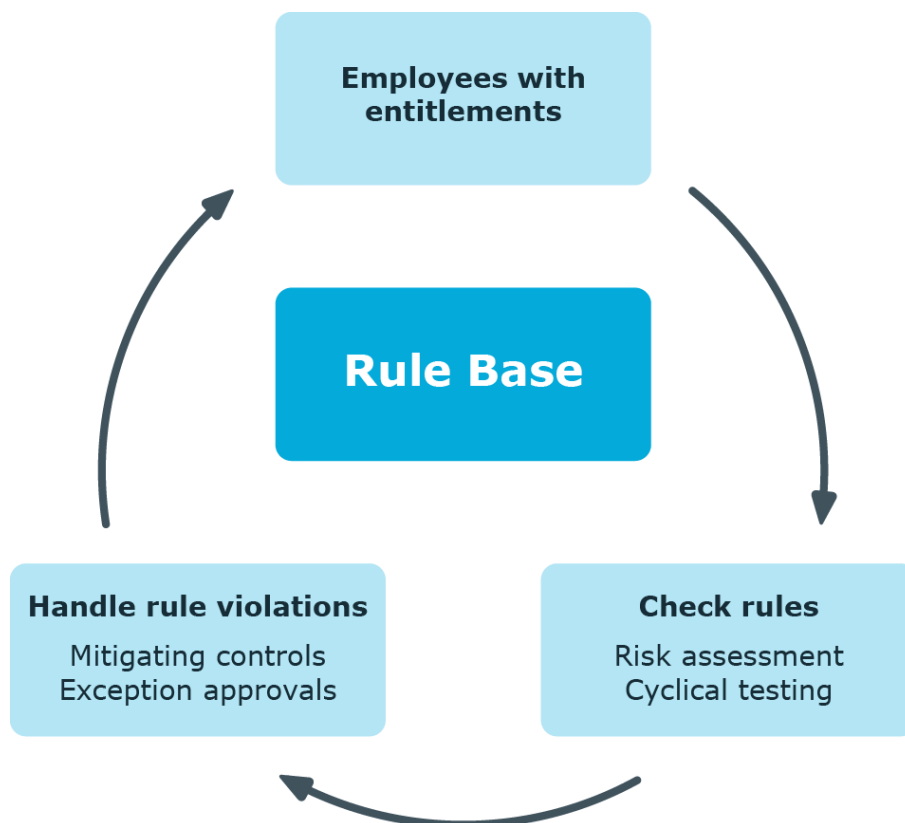 Employees with
entitlements
Rule Base
Handle rule violations
Mitigating controls
Exception approvals
Check rules
Risk assessment
Cyclical testing